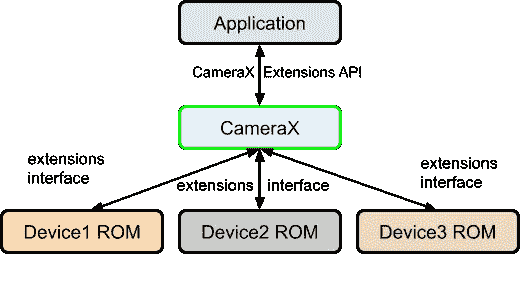 Application
CameraX Extensions API
CameraX
extensions
interface
extensions interface
extensions
interface
Device1 ROM
Device2 ROM
Device3 ROM